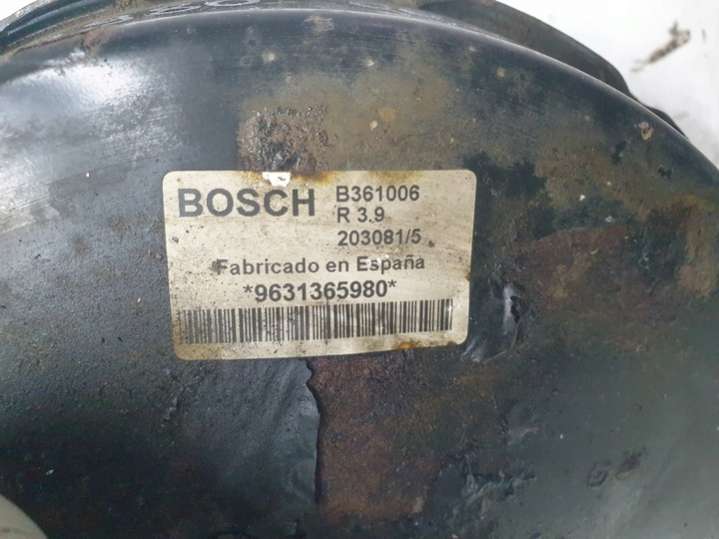 BOSCH B361006
R 3.9
203081/5
Fabricado en España
*9631365980*